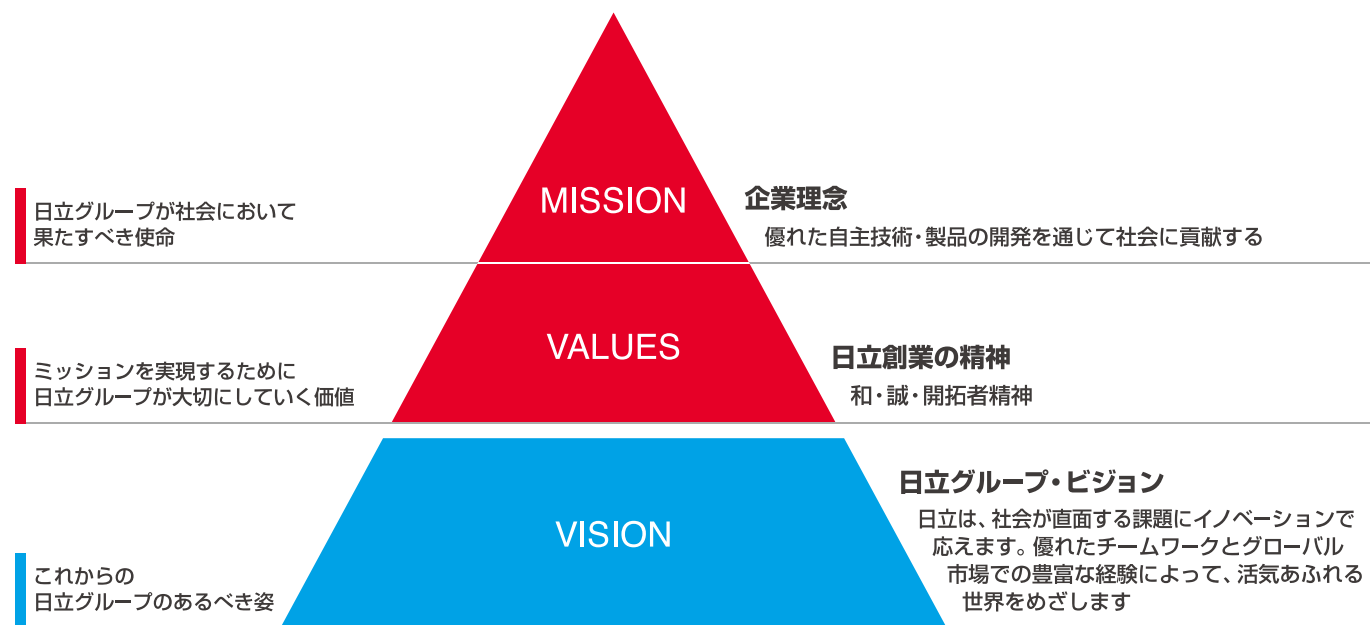 MISSION
企業理念
優れた自主技術・製品の開発を通じて社会に貢献する
日立グループが社会において
果たすべき使命
VALUES
日立創業の精神
和・誠・開拓者精神
ミッションを実現するために
日立グループが大切にしていく価値
VISION
日立グループ・ビジョン
日立は、社会が直面する課題にイノベーションで
応えます。優れたチームワークとグローバル
市場での豊富な経験によって、活気あふれる
世界をめざします
これからの
日立グループのあるべき姿